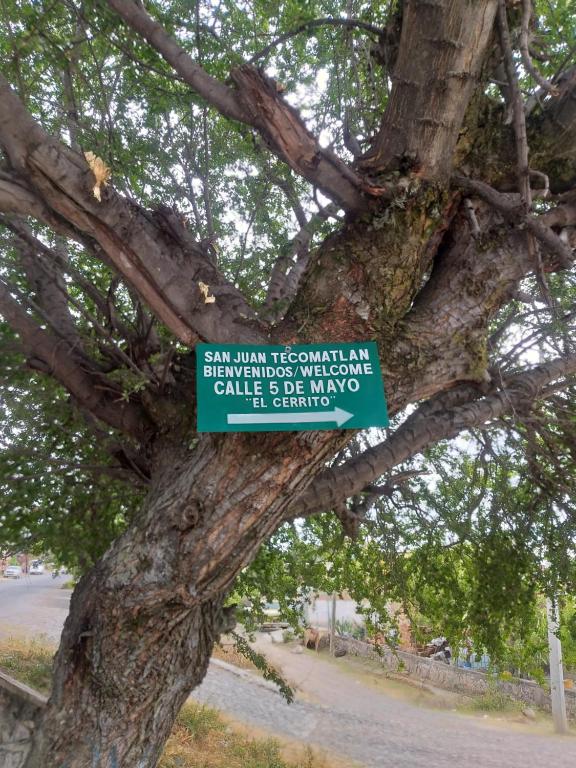 SAN JUAN TECOMATLAN
BIENVENIDOS/WELCOME
CALLE 5 DE MAYO
"EL CERRITO"